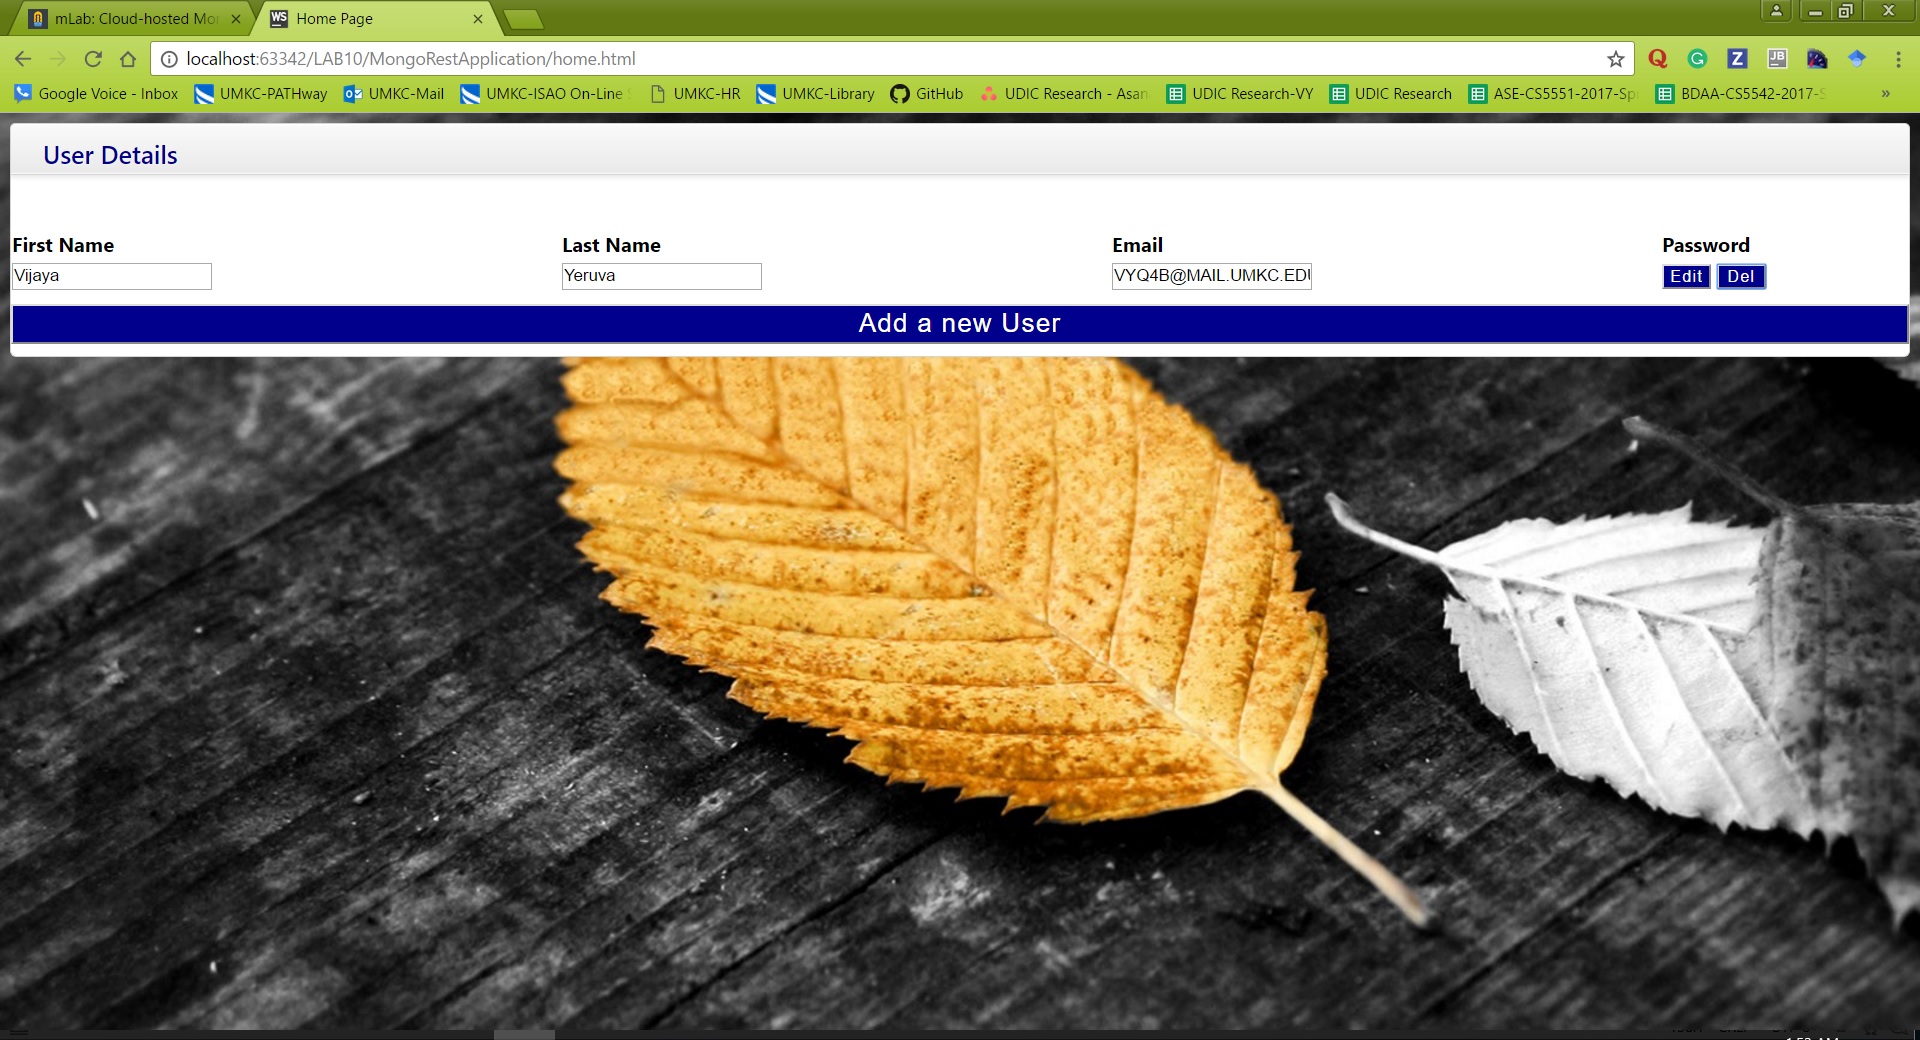 mLab: Cloud-hosted Mo
WS Home Page
localhost:63342/LAB10/MongoRestApplication/home.html
Google Voice - Inbox UMKC-PATHway UMKC-Mail UMKC-ISAO On-Line UMKC-HR UMKC-Library GitHub UDIC Research - Asan UDIC Research-VY UDIC Research ASE-CS5551-2017-Sp BDAA-CS5542-2017-S »
User Details
First Name Last Name Email Password
Vijaya Yeruva VYQ4B@MAIL.UMKC.EDU Edit Del
Add a new User